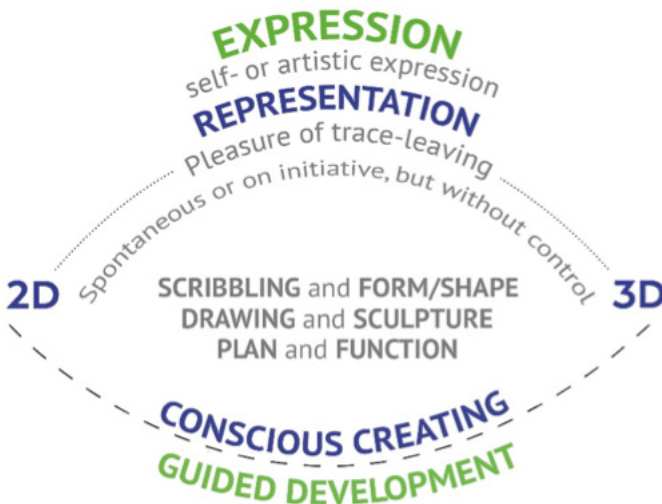 EXPRESSION
self- or artistic expression
REPRESENTATION
Pleasure of trace-leaving
Spontaneous or on initiative, but without control
2D
3D
SCRIBBLING and FORM/SHAPE
DRAWING and SCULPTURE
PLAN and FUNCTION
CONSCIOUS CREATING
GUIDED DEVELOPMENT